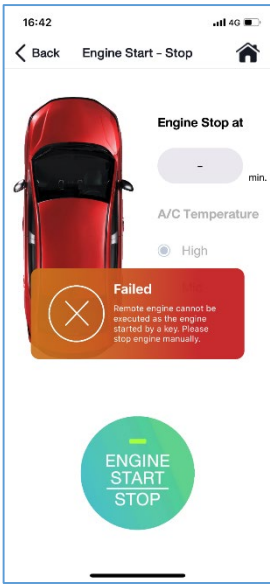 16:42
4G
Back
Engine Start – Stop
Engine Stop at
-
min.
A/C Temperature
High
Failed
Remote engine cannot be
executed as the engine
started by a key. Please
stop engine manually.
ENGINE
START
STOP